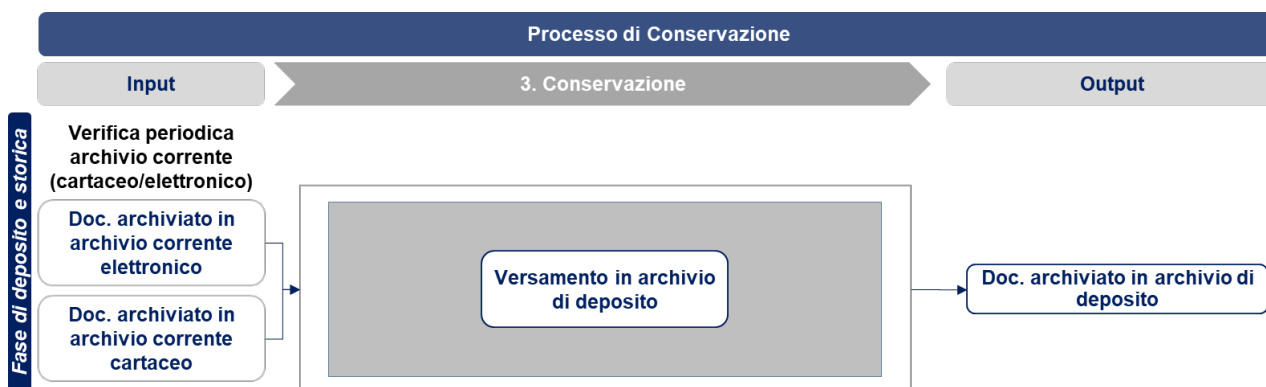 Processo di Conservazione
Input
3. Conservazione
Output
Fase di deposito e storica
Verifica periodica
archivio corrente
(cartaceo/elettronico)
Doc. archiviato in
archivio corrente
elettronico
Doc. archiviato in
archivio corrente
cartaceo
Versamento in archivio
di deposito
Doc. archiviato in archivio di
deposito